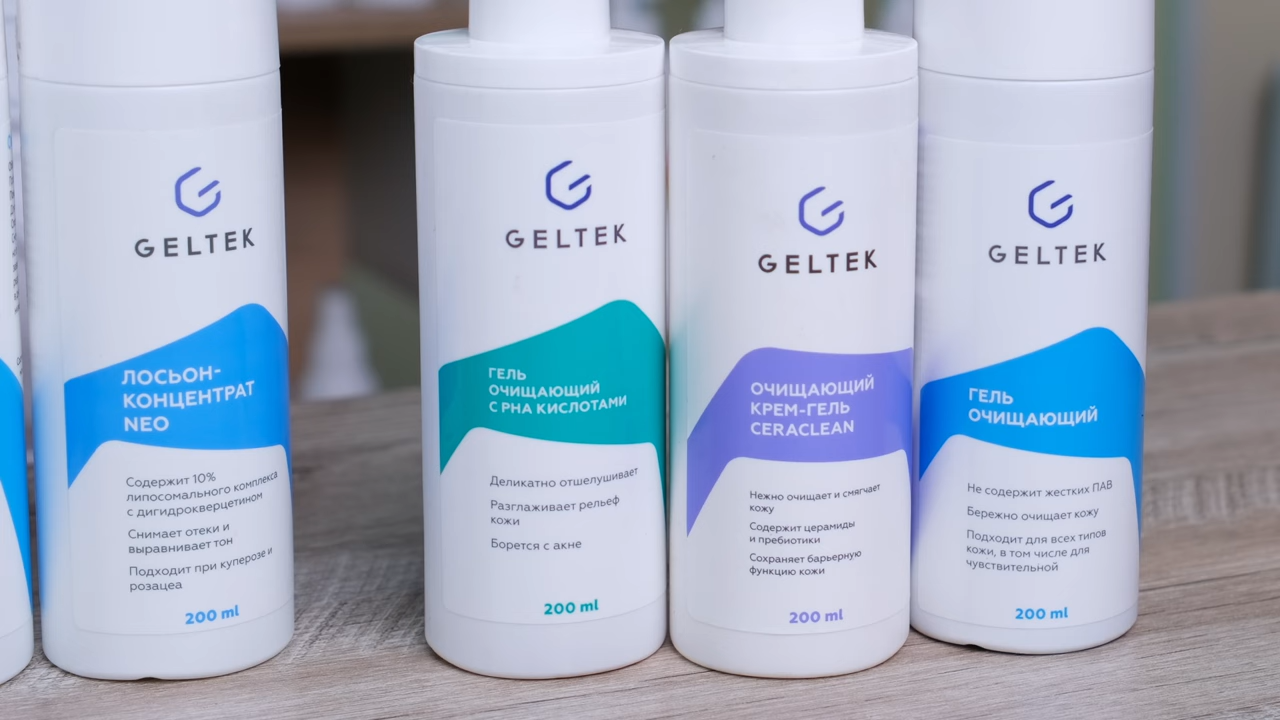 GELTEK
ЛОСЬОН-
КОНЦЕНТРАТ
NEO
Содержит 10%
липосомального комплекса
с дигидрокверцетином
Снимает отеки и
выравнивает тон
Подходит при куперозе и
розацеа
200 ml
GELTEK
ГЕЛЬ
ОЧИЩАЮЩИЙ
С PHA КИСЛОТАМИ
Деликатно отшелушивает
Разглаживает рельеф
кожи
Борется с акне
200 ml
GELTEK
ОЧИЩАЮЩИЙ
КРЕМ-ГЕЛЬ
CERACLEAN
Нежно очищает и смягчает
кожу
Содержит церамиды
и пребиотики
Сохраняет барьерную
функцию кожи
200 ml
GELTEK
ГЕЛЬ
ОЧИЩАЮЩИЙ
Не содержит жестких ПАВ
Бережно очищает кожу
Подходит для всех типов
кожи, в том числе для
чувствительной
200 ml